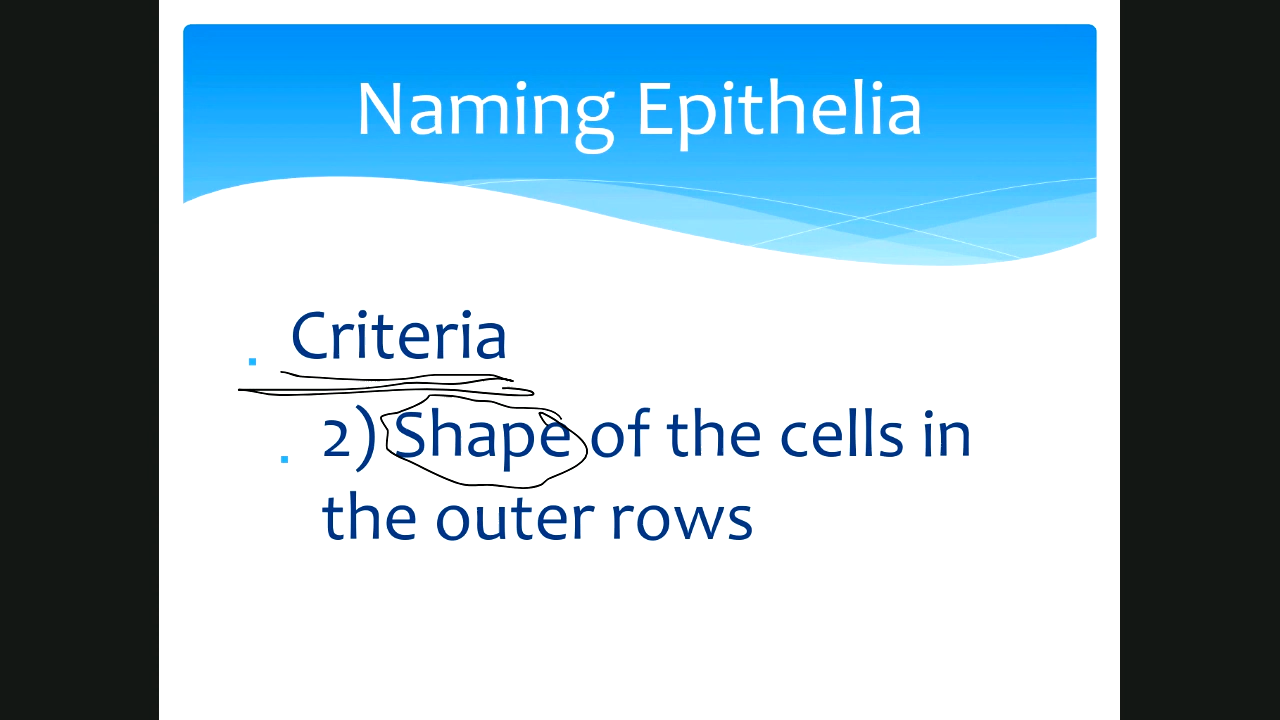 Naming Epithelia
Criteria
2) Shape of the cells in
the outer rows